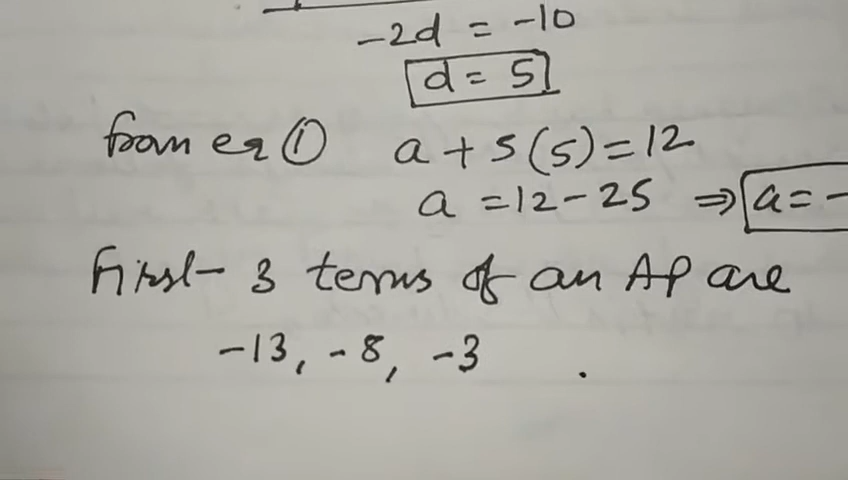 -2d = -10
d = 5
from eq ① a + 5(5) = 12
a = 12 - 25 ⇒ a = -
First 3 terms of an AP are
-13, -8, -3 .